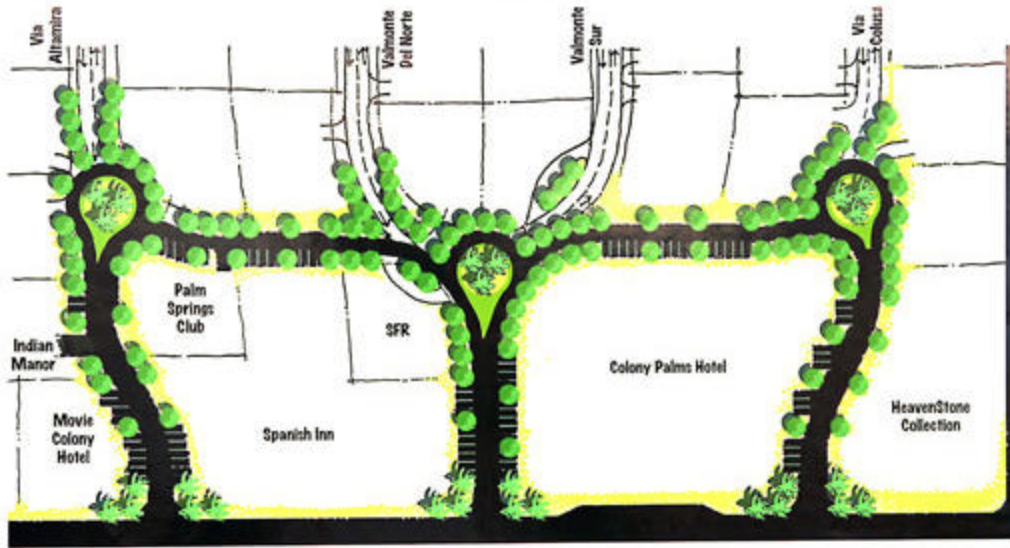 Via
Altamira
Valmonte
Del Norte
Valmonte
Sur
Via
Colusa
Palm
Springs
Club
SFR
Indian
Manor
Colony Palms Hotel
Movie
Colony
Hotel
Spanish Inn
HeavenStone
Collection